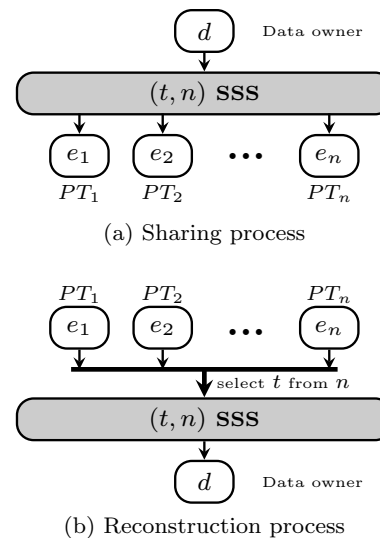 d Data owner
(t, n) SSS
e₁ e₂ ••• eₙ
PT₁ PT₂ PTₙ
(a) Sharing process
PT₁ PT₂ PTₙ
e₁ e₂ ••• eₙ
select t from n
(t, n) SSS
d Data owner
(b) Reconstruction process